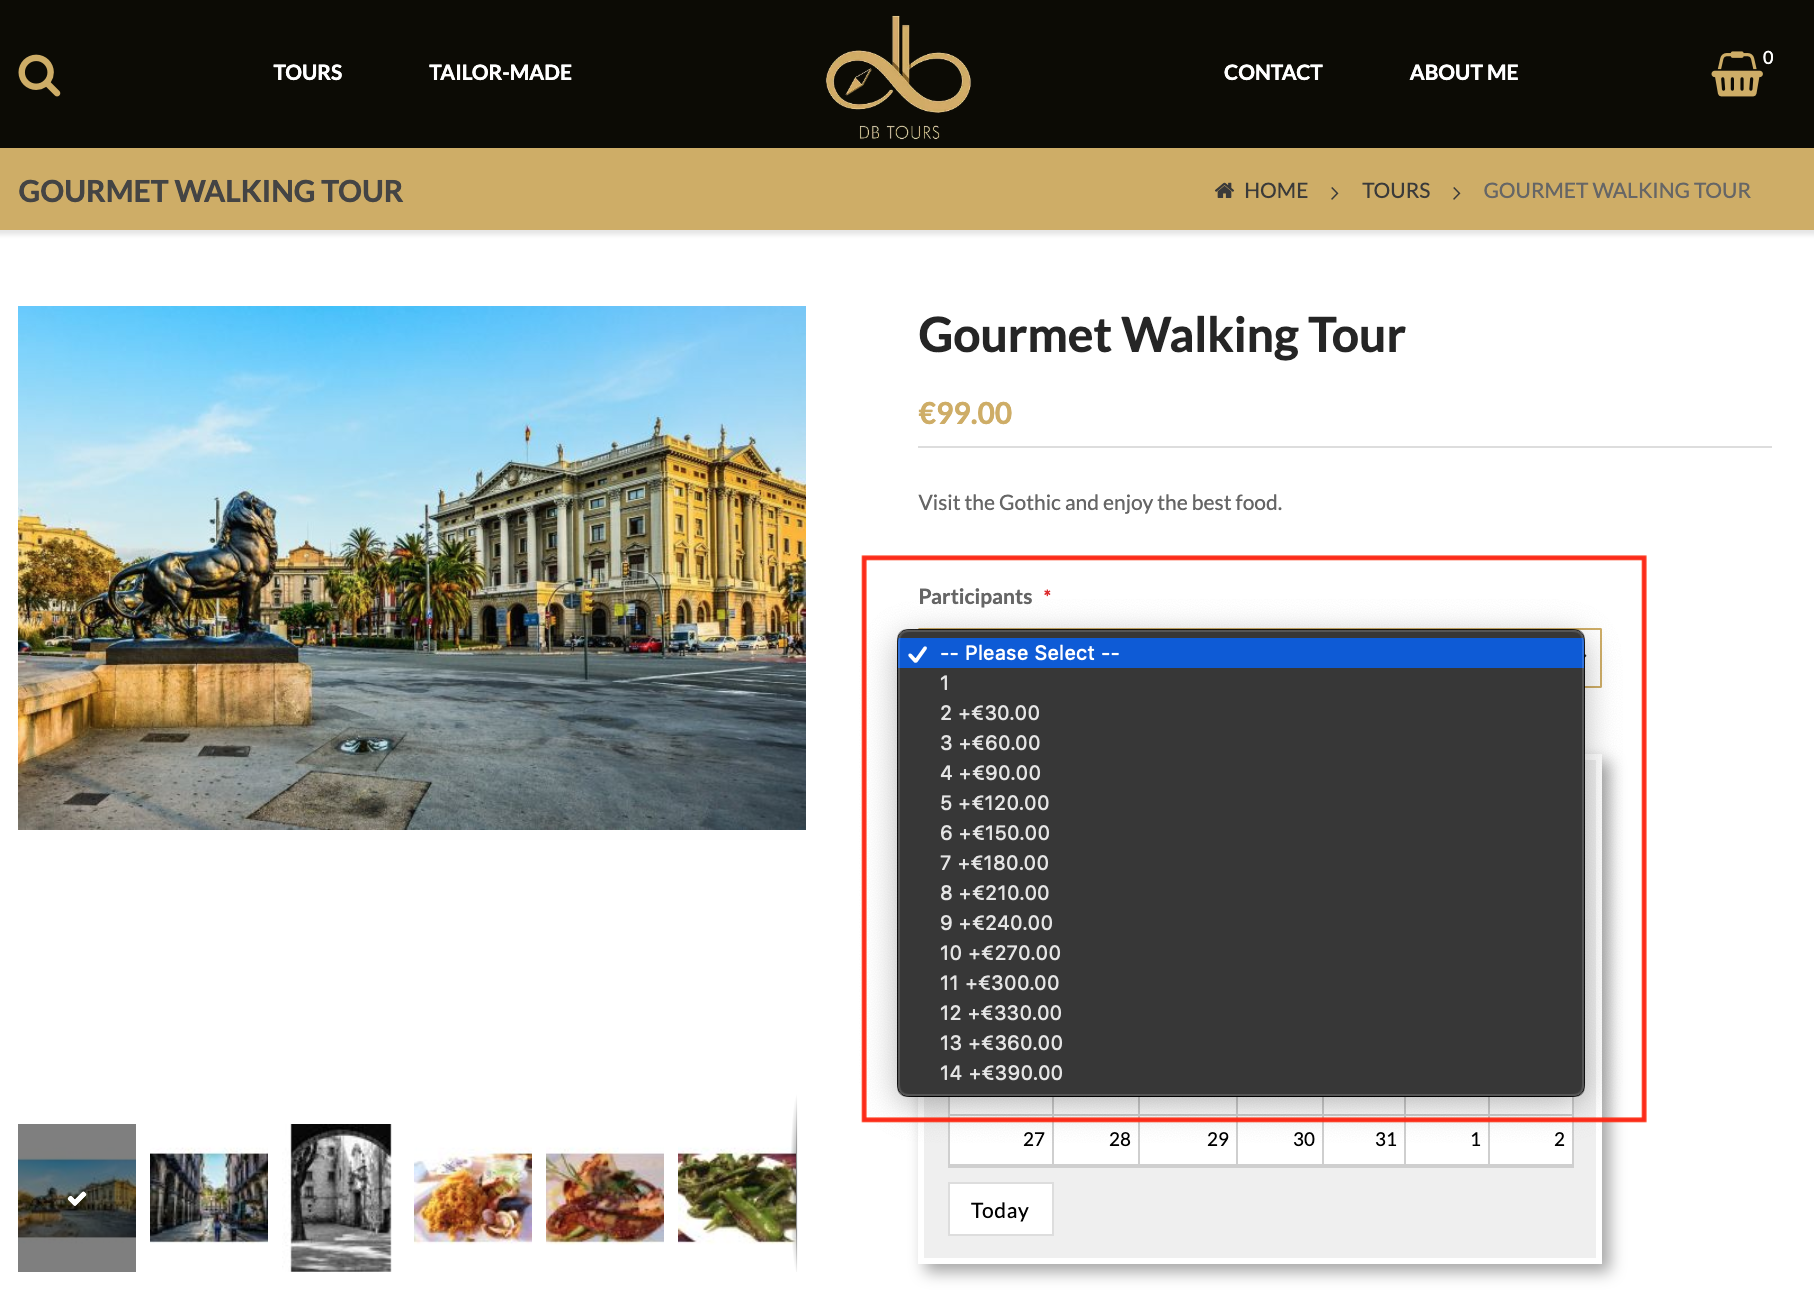 TOURS
TAILOR-MADE
DB TOURS
CONTACT
ABOUT ME
0
GOURMET WALKING TOUR
HOME
TOURS
GOURMET WALKING TOUR
Gourmet Walking Tour
€99.00
Visit the Gothic and enjoy the best food.
Participants *
-- Please Select --
1
2 +€30.00
3 +€60.00
4 +€90.00
5 +€120.00
6 +€150.00
7 +€180.00
8 +€210.00
9 +€240.00
10 +€270.00
11 +€300.00
12 +€330.00
13 +€360.00
14 +€390.00
27 28 29 30 31 1 2
Today